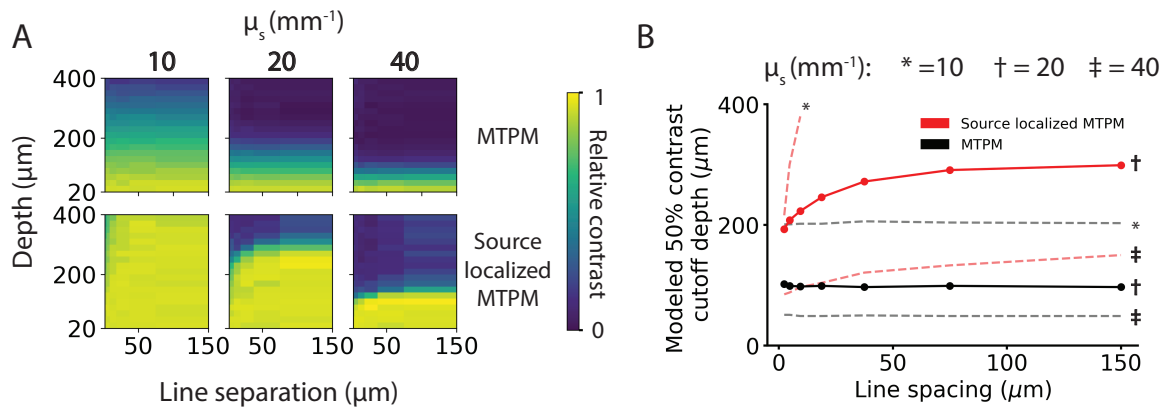 A
μs (mm-1)
10 20 40
400
200
20
MTPM
400
200
20
Source
localized
MTPM
50 150 50 150 50 150
Depth (μm)
Line separation (μm)
1
Relative contrast
0
B
μs (mm-1): * =10 † = 20 ‡ = 40
400
200
0
Modeled 50% contrast
cutoff depth (μm)
Source localized MTPM
MTPM
*
†
*
‡
†
‡
0 50 100 150
Line spacing (μm)